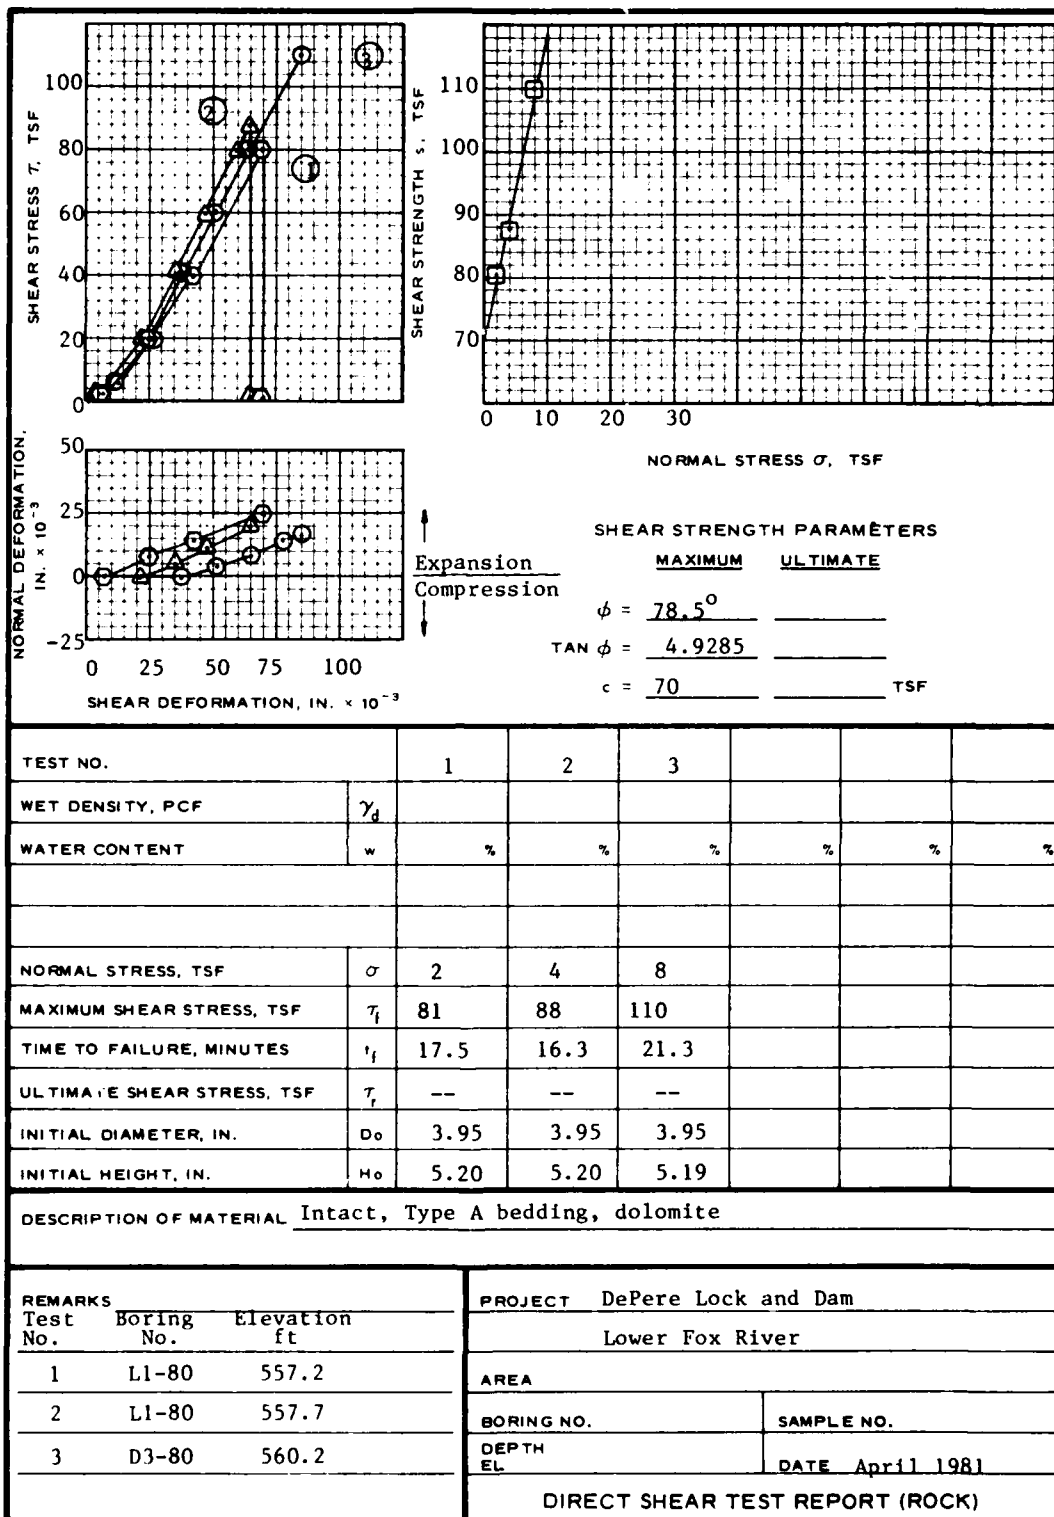 SHEAR STRESS τ, TSF
100
80
60
40
20
0
2
3
1
SHEAR STRENGTH s, TSF
110
100
90
80
70
0 10 20 30
NORMAL STRESS σ, TSF
NORMAL DEFORMATION,
IN. × 10⁻³
50
25
0
-25
0 25 50 75 100
SHEAR DEFORMATION, IN. × 10⁻³
Expansion
Compression
SHEAR STRENGTH PARAMETERS
MAXIMUM ULTIMATE
φ = 78.5°
TAN φ = 4.9285
c = 70 TSF
TEST NO. 1 2 3
WET DENSITY, PCF γd
WATER CONTENT w % % % % % %
NORMAL STRESS, TSF σ 2 4 8
MAXIMUM SHEAR STRESS, TSF τf 81 88 110
TIME TO FAILURE, MINUTES tf 17.5 16.3 21.3
ULTIMATE SHEAR STRESS, TSF τr -- -- --
INITIAL DIAMETER, IN. Do 3.95 3.95 3.95
INITIAL HEIGHT, IN. Ho 5.20 5.20 5.19
DESCRIPTION OF MATERIAL Intact, Type A bedding, dolomite
REMARKS
Test Boring Elevation
No. No. ft
1 L1-80 557.2
2 L1-80 557.7
3 D3-80 560.2
PROJECT DePere Lock and Dam
Lower Fox River
AREA
BORING NO. SAMPLE NO.
DEPTH
EL DATE April 1981
DIRECT SHEAR TEST REPORT (ROCK)